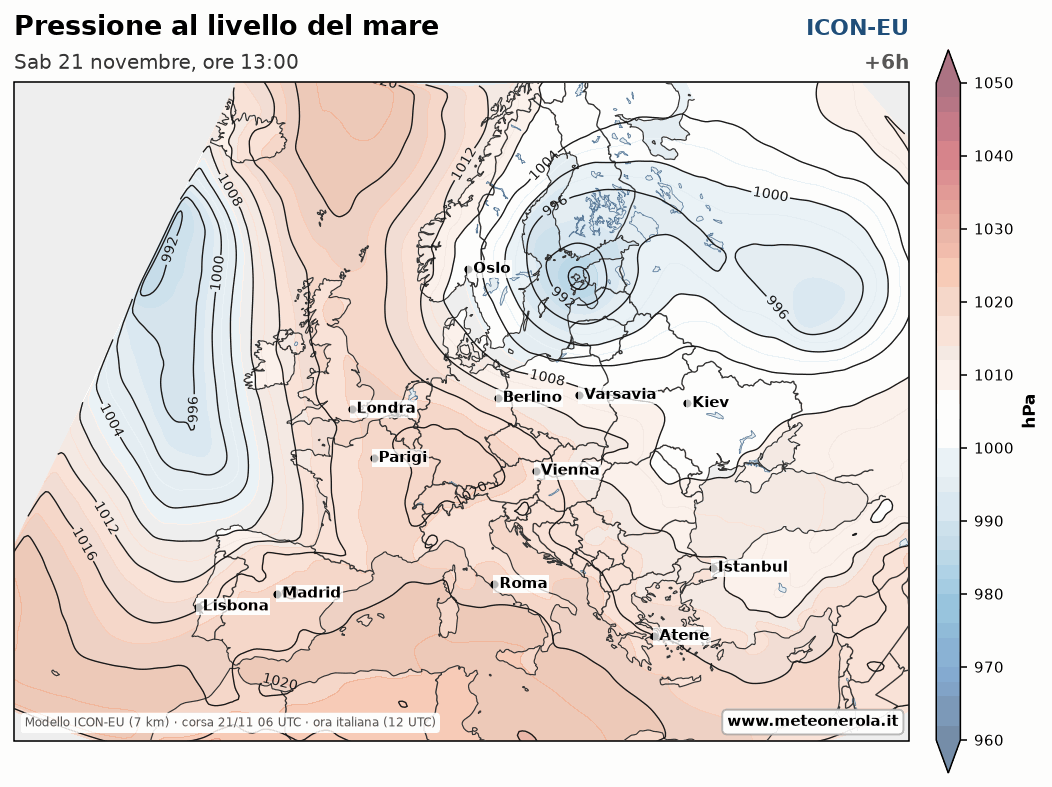 Pressione al livello del mare
ICON-EU
Sab 21 novembre, ore 13:00
+6h
1050
1040
1030
1020
1010
1000
990
980
970
960
hPa
1012
1008
1004
1000
996
992
1000
996
992
996
996
1004
1008
1012
1016
1020
1020
Oslo
Londra
Berlino
Varsavia
Kiev
Parigi
Vienna
Istanbul
Roma
Madrid
Lisbona
Atene
Modello ICON-EU (7 km) · corsa 21/11 06 UTC · ora italiana (12 UTC)
www.meteonerola.it